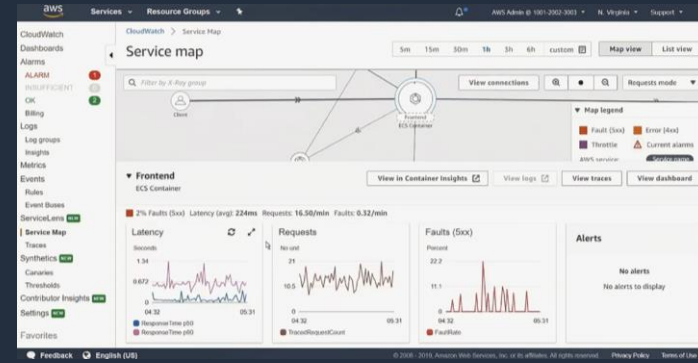 aws
Services
Resource Groups
AWS Admin @ 1001-2002-3003
N. Virginia
Support
CloudWatch
Dashboards
Alarms
ALARM 1
INSUFFICIENT 0
OK 2
Billing
Logs
Log groups
Insights
Metrics
Events
Rules
Event Buses
ServiceLens NEW
Service Map
Traces
Synthetics NEW
Canaries
Thresholds
Contributor Insights NEW
Settings NEW
Favorites
CloudWatch > Service Map
Service map
5m 15m 30m 1h 3h 6h custom
Map view
List view
Filter by X-Ray group
View connections
Requests mode
Client
Frontend
ECS Container
Map legend
Fault (5xx)
Error (4xx)
Throttle
Current alarms
AWS service
Service name
Frontend
ECS Container
View in Container Insights
View logs
View traces
View dashboard
2% Faults (5xx) Latency (avg): 224ms Requests: 16.50/min Faults: 0.32/min
Latency
Seconds
1.34
0.672
0
04:32 05:31
ResponseTime p50
ResponseTime p90
Requests
No unit
21
10.5
0
04:32 05:31
TracedRequestCount
Faults (5xx)
Percent
22.2
11.1
0
04:32 05:31
FaultRate
Alerts
No alerts
No alerts to display
Feedback
English (US)
© 2008 - 2019, Amazon Web Services, Inc. or its affiliates. All rights reserved.
Privacy Policy
Terms of Use